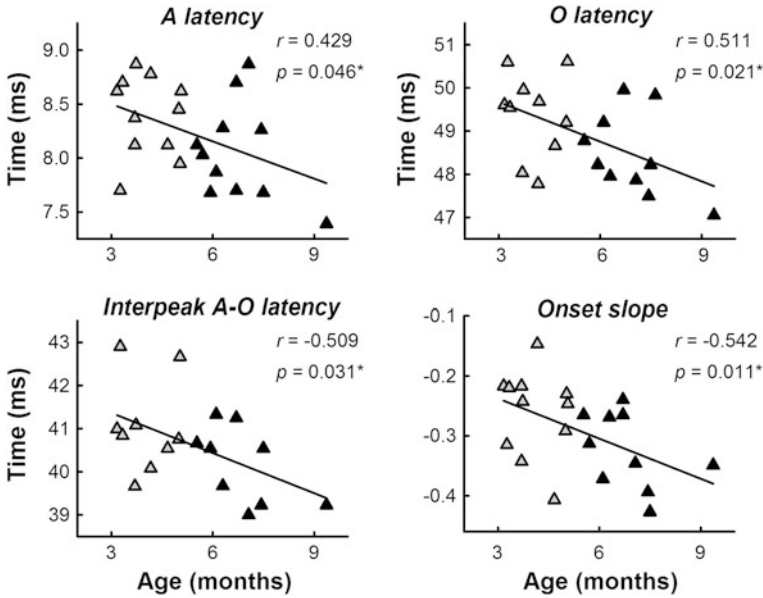 A latency
r = 0.429
p = 0.046*
Time (ms)
9.0
8.5
8.0
7.5
3
6
9
O latency
r = 0.511
p = 0.021*
Time (ms)
51
50
49
48
47
3
6
9
Interpeak A-O latency
r = -0.509
p = 0.031*
Time (ms)
43
42
41
40
39
3
6
9
Age (months)
Onset slope
r = -0.542
p = 0.011*
-0.1
-0.2
-0.3
-0.4
3
6
9
Age (months)